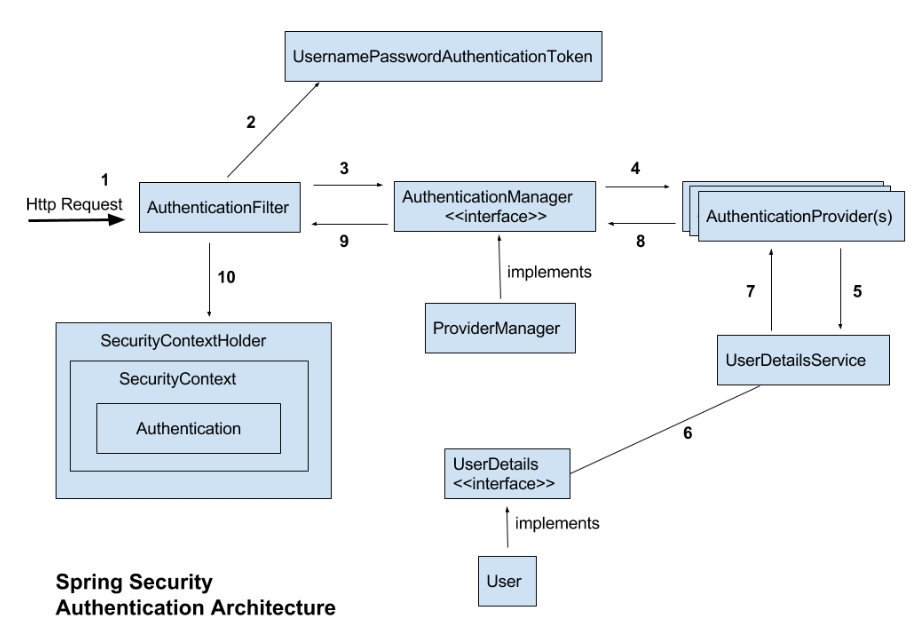 UsernamePasswordAuthenticationToken
2
1
3
4
Http Request
AuthenticationFilter
AuthenticationManager
<<interface>>
AuthenticationProvider(s)
9
8
10
implements
7
5
ProviderManager
SecurityContextHolder
SecurityContext
Authentication
UserDetailsService
6
UserDetails
<<interface>>
implements
User
Spring Security
Authentication Architecture